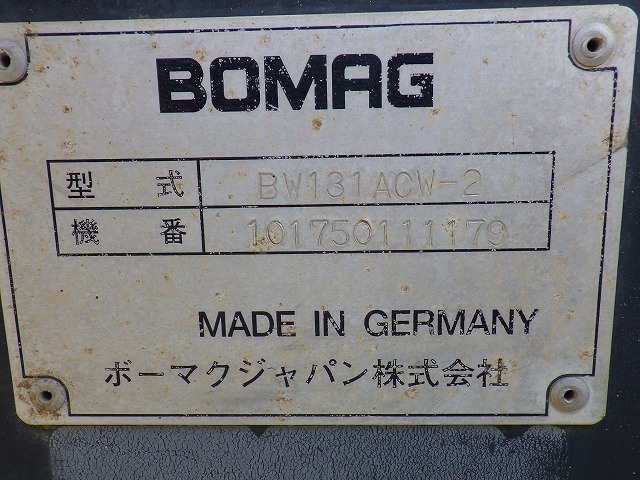 BOMAG
型式 BW131ACW-2
機番 101750111179
MADE IN GERMANY
ボーマクジャパン株式会社